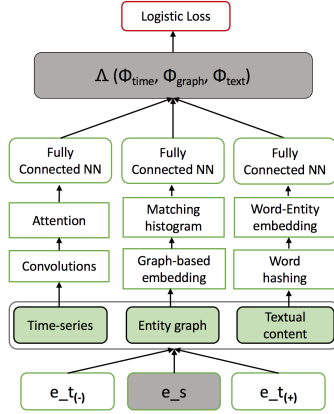 Logistic Loss
Λ (Φtime, Φgraph, Φtext)
Fully Connected NN
Fully Connected NN
Fully Connected NN
Attention
Matching histogram
Word-Entity embedding
Convolutions
Graph-based embedding
Word hashing
Time-series
Entity graph
Textual content
e_t(-)
e_s
e_t(+)